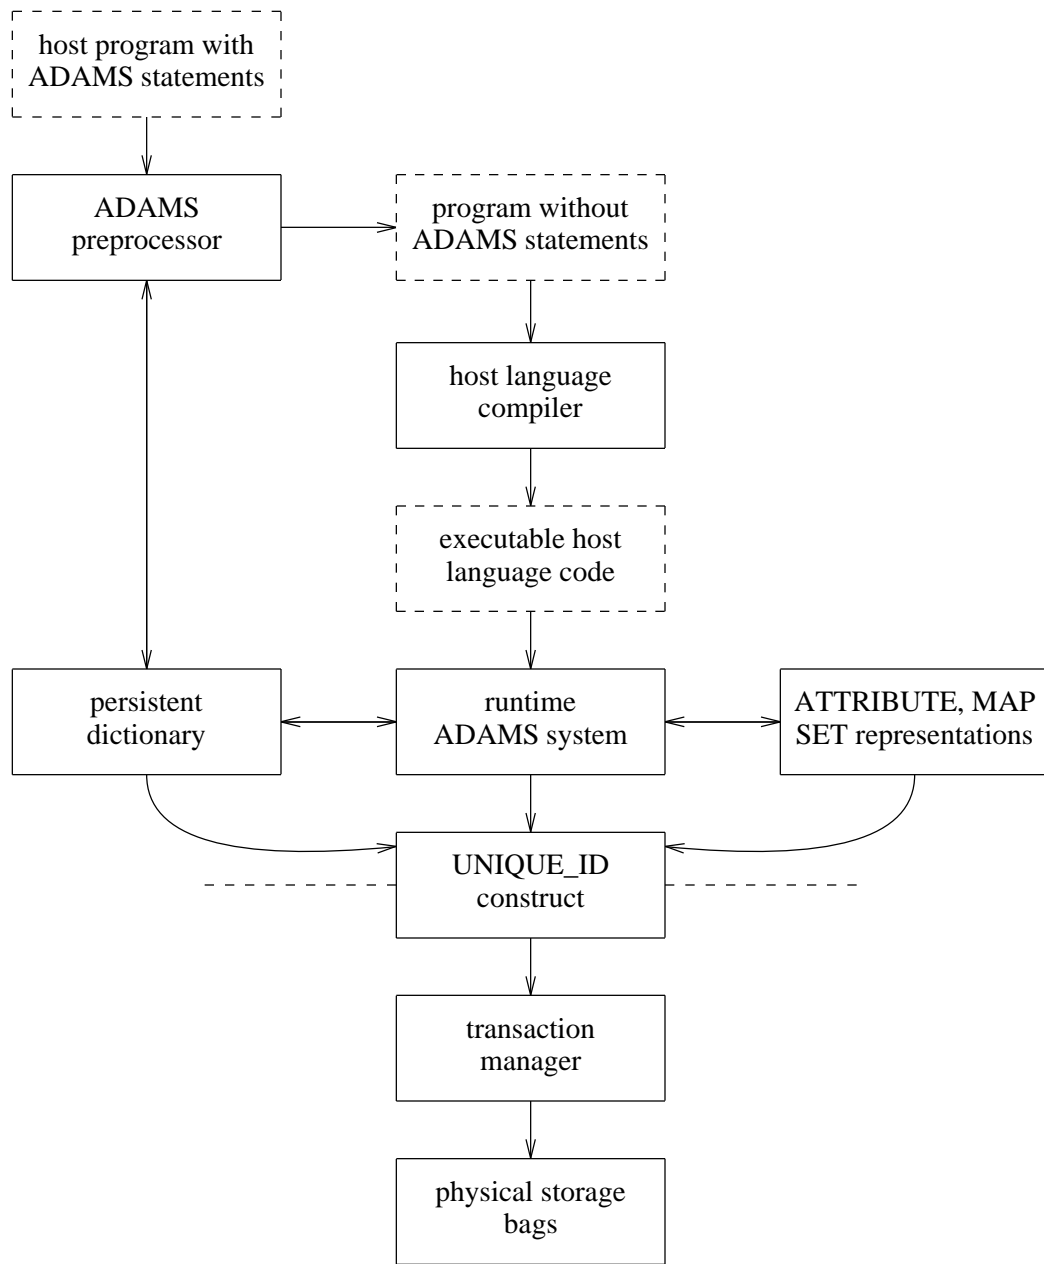 host program with
ADAMS statements
ADAMS
preprocessor
program without
ADAMS statements
host language
compiler
executable host
language code
persistent
dictionary
runtime
ADAMS system
ATTRIBUTE, MAP
SET representations
UNIQUE_ID
construct
transaction
manager
physical storage
bags